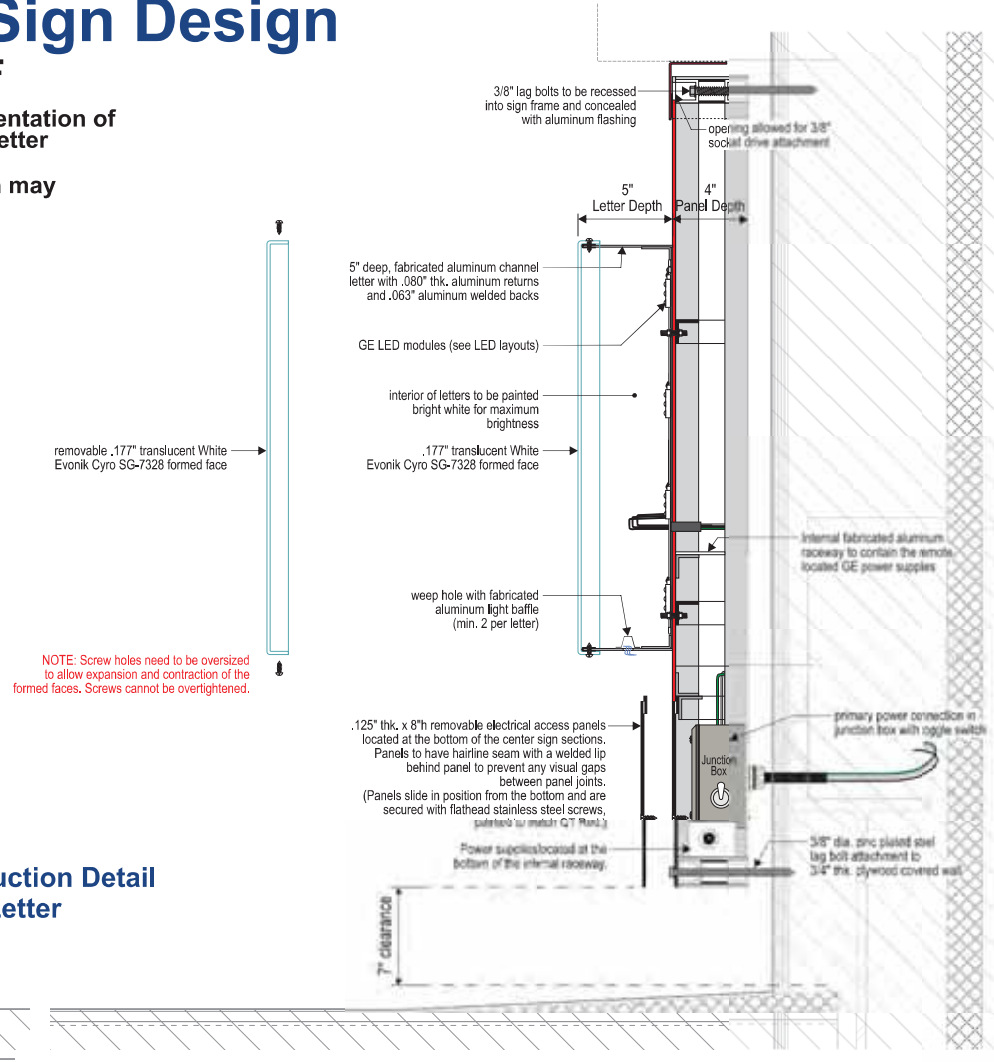 Sign Design
entation of
etter
may
3/8" lag bolts to be recessed
into sign frame and concealed
with aluminum flashing
opening allowed for 3/8"
socket drive attachment
5"
Letter Depth
4"
Panel Depth
5" deep, fabricated aluminum channel
letter with .080" thk. aluminum returns
and .063" aluminum welded backs
GE LED modules (see LED layouts)
interior of letters to be painted
bright white for maximum
brightness
removable .177" translucent White
Evonik Cyro SG-7328 formed face
.177" translucent White
Evonik Cyro SG-7328 formed face
Internal fabricated aluminum
raceway to contain the remote
located GE power supplies
weep hole with fabricated
aluminum light baffle
(min. 2 per letter)
NOTE: Screw holes need to be oversized
to allow expansion and contraction of the
formed faces. Screws cannot be overtightened.
.125" thk. x 8"h removable electrical access panels
located at the bottom of the center sign sections.
Panels to have hairline seam with a welded lip
behind panel to prevent any visual gaps
between panel joints.
(Panels slide in position from the bottom and are
secured with flathead stainless steel screws,
painted to match QT Red.)
primary power connection in
junction box with oggle switch
Junction
Box
Power supplies located at the
bottom of the internal raceway.
3/8" dia. zinc plated steel
lag bolt attachment to
3/4" thk. plywood covered wall
uction Detail
Letter
7" clearance